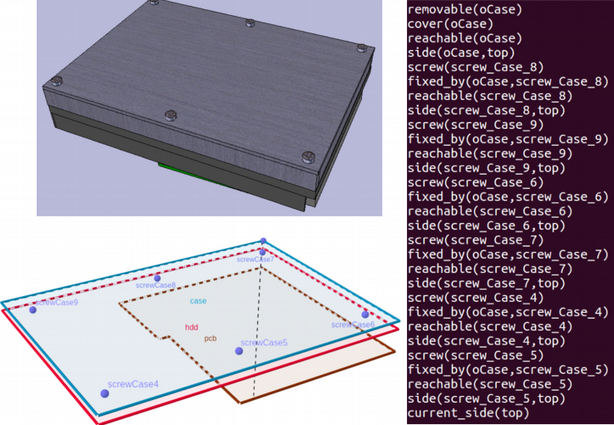 screwCase7
screwCase8
screwCase9
case
screwCase6
hdd
pcb
screwCase5
screwCase4
removable(oCase)
cover(oCase)
reachable(oCase)
side(oCase,top)
screw(screw_Case_8)
fixed_by(oCase,screw_Case_8)
reachable(screw_Case_8)
side(screw_Case_8,top)
screw(screw_Case_9)
fixed_by(oCase,screw_Case_9)
reachable(screw_Case_9)
side(screw_Case_9,top)
screw(screw_Case_6)
fixed_by(oCase,screw_Case_6)
reachable(screw_Case_6)
side(screw_Case_6,top)
screw(screw_Case_7)
fixed_by(oCase,screw_Case_7)
reachable(screw_Case_7)
side(screw_Case_7,top)
screw(screw_Case_4)
fixed_by(oCase,screw_Case_4)
reachable(screw_Case_4)
side(screw_Case_4,top)
screw(screw_Case_5)
fixed_by(oCase,screw_Case_5)
reachable(screw_Case_5)
side(screw_Case_5,top)
current_side(top)